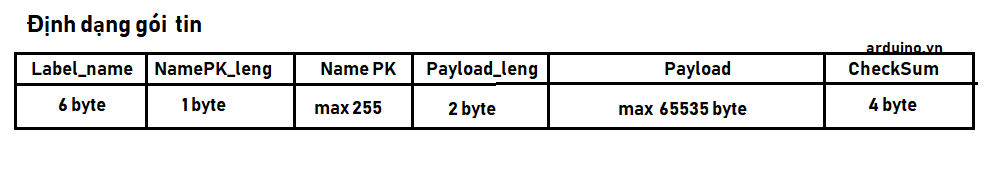 Định dạng gói tin
arduino.vn
Label_name NamePK_leng Name PK Payload_leng Payload CheckSum
6 byte 1 byte max 255 2 byte max 65535 byte 4 byte